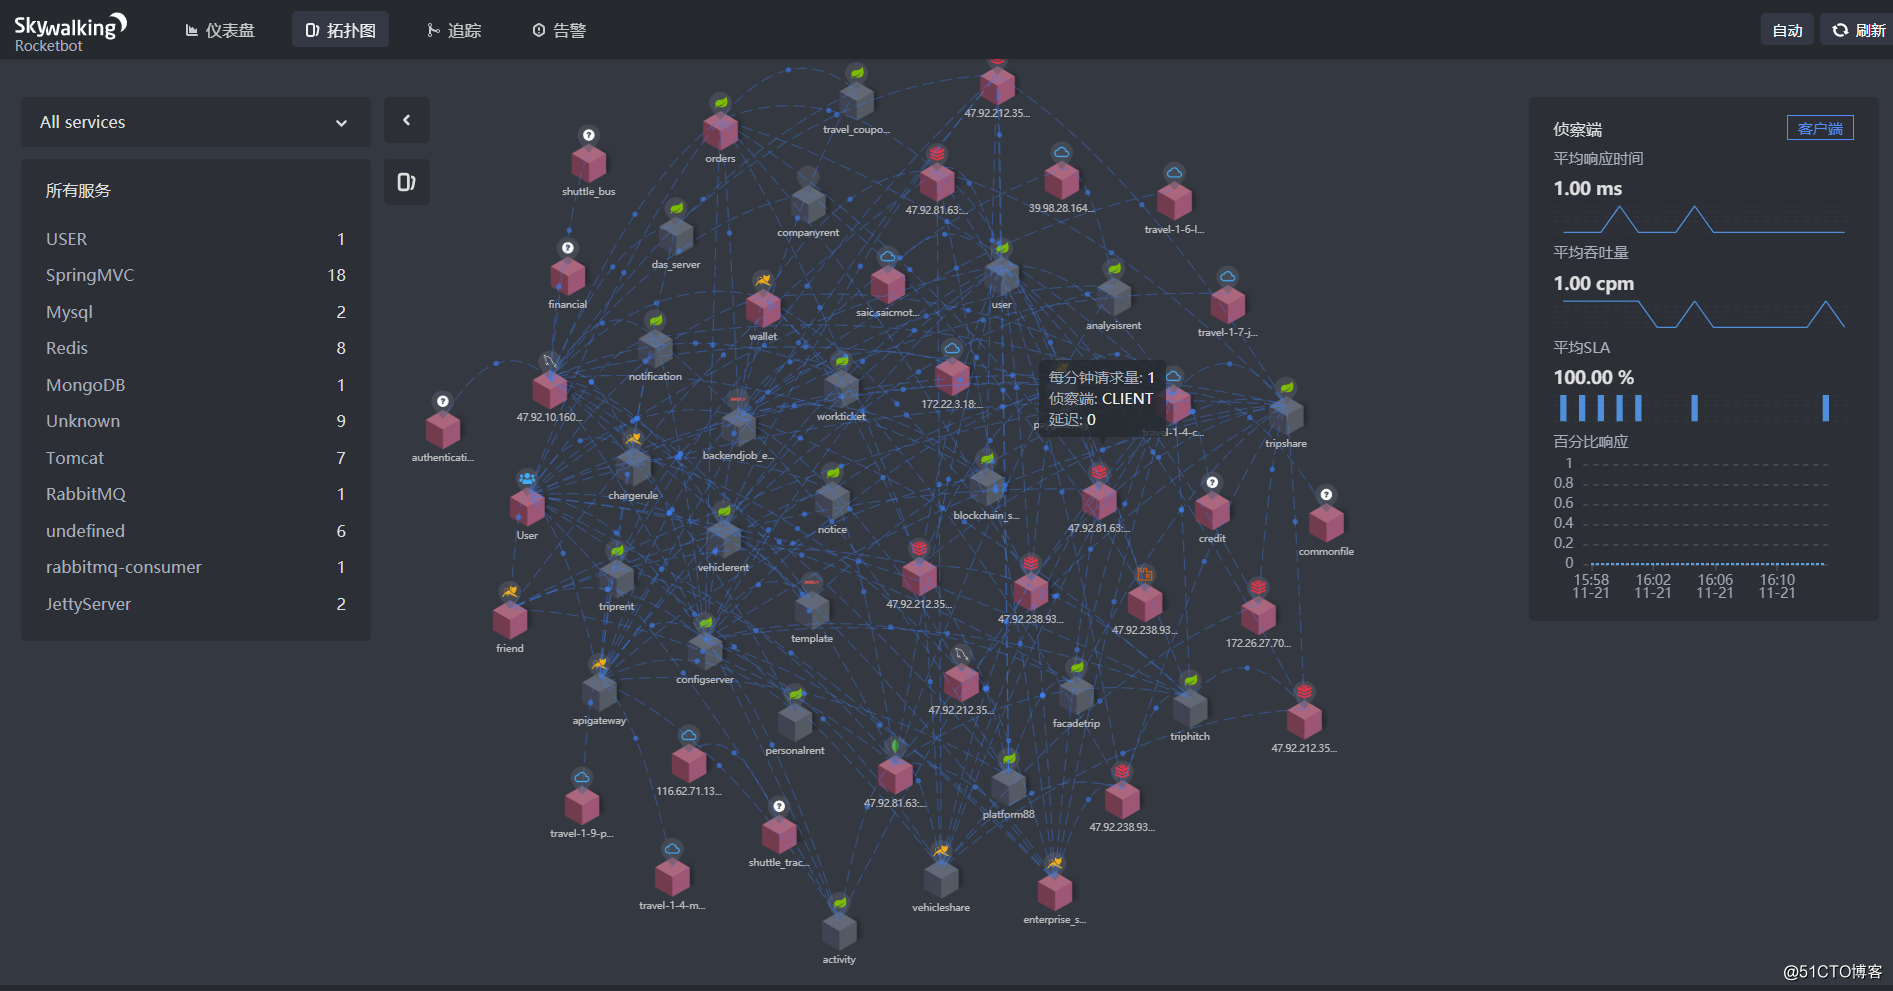 Skywalking
Rocketbot
仪表盘
拓扑图
追踪
告警
自动
刷新
All services
所有服务
USER 1
SpringMVC 18
Mysql 2
Redis 8
MongoDB 1
Unknown 9
Tomcat 7
RabbitMQ 1
undefined 6
rabbitmq-consumer 1
JettyServer 2
travel_coupo...
47.92.212.35...
orders
shuttle_bus
47.92.81.63:...
39.98.28.164...
travel-1-6-l...
companyrent
das_server
financial
saic.saicmot...
user
analysisrent
travel-1-7-j...
wallet
notification
47.92.10.160...
workticket
172.22.3.18:...
每分钟请求量: 1
侦察端: CLIENT
延迟: 0
travel-1-4-c...
tripshare
authenticati...
backendjob_e...
chargerule
User
notice
blockchain_s...
47.92.81.63:...
credit
commonfile
vehiclerent
triprent
47.92.212.35...
47.92.238.93...
47.92.238.93...
172.26.27.70...
friend
template
configserver
apigateway
47.92.212.35...
facadetrip
triphitch
47.92.212.35...
personalrent
116.62.71.13...
47.92.81.63:...
platform88
47.92.238.93...
travel-1-9-p...
shuttle_trac...
travel-1-4-m...
vehicleshare
enterprise_s...
activity
侦察端 客户端
平均响应时间
1.00 ms
平均吞吐量
1.00 cpm
平均SLA
100.00 %
百分比响应
1
0.8
0.6
0.4
0.2
0
15:58 16:02 16:06 16:10
11-21 11-21 11-21 11-21
@51CTO博客